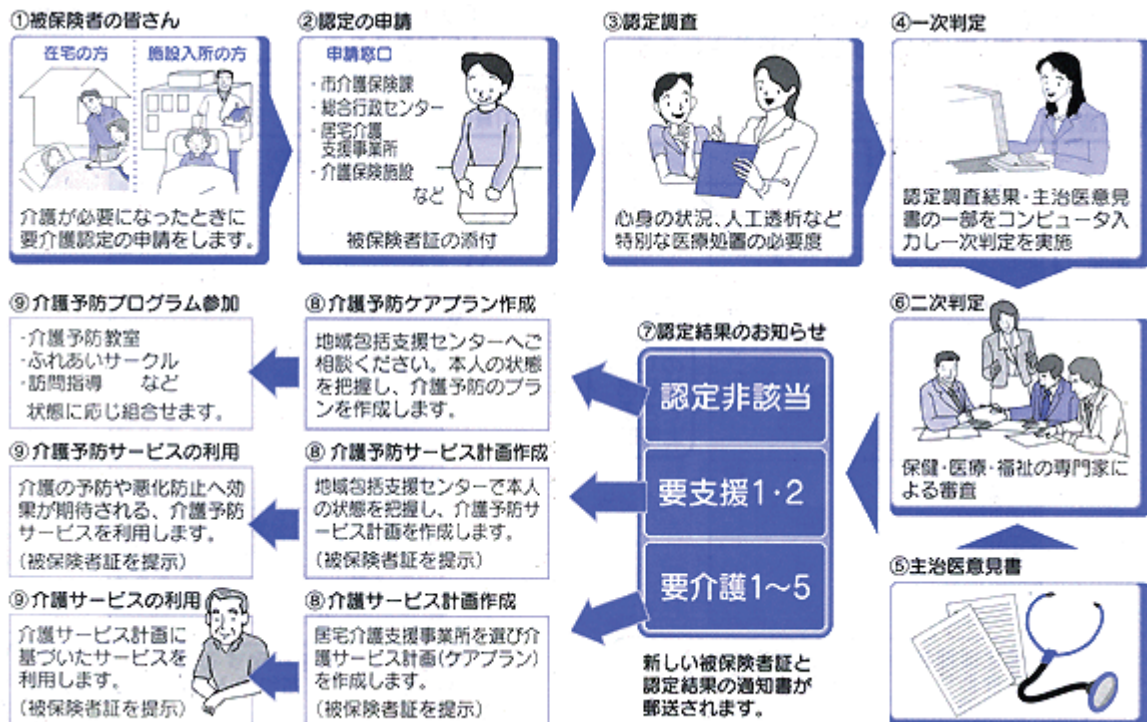 ①被保険者の皆さん
在宅の方
施設入所の方
介護が必要になったときに
要介護認定の申請をします。
②認定の申請
申請窓口
・市介護保険課
・総合行政センター
・居宅介護
支援事業所
・介護保険施設
など
被保険者証の添付
③認定調査
心身の状況、人工透析など
特別な医療処置の必要度
④一次判定
認定調査結果・主治医意見
書の一部をコンピュータ入
力し一次判定を実施
⑤主治医意見書
⑥二次判定
保健・医療・福祉の専門家に
よる審査
⑦認定結果のお知らせ
認定非該当
要支援1・2
要介護1〜5
新しい被保険者証と
認定結果の通知書が
郵送されます。
⑧介護予防ケアプラン作成
地域包括支援センターへご
相談ください。本人の状態
を把握し、介護予防のプラ
ンを作成します。
⑨介護予防プログラム参加
・介護予防教室
・ふれあいサークル
・訪問指導 など
状態に応じ組合せます。
⑧介護予防サービス計画作成
地域包括支援センターで本人
の状態を把握し、介護予防サ
ービス計画を作成します。
(被保険者証を提示)
⑨介護予防サービスの利用
介護の予防や悪化防止へ効
果が期待される、介護予防
サービスを利用します。
(被保険者証を提示)
⑧介護サービス計画作成
居宅介護支援事業所を選び介
護サービス計画(ケアプラン)
を作成します。
(被保険者証を提示)
⑨介護サービスの利用
介護サービス計画に
基づいたサービスを
利用します。
(被保険者証を提示)